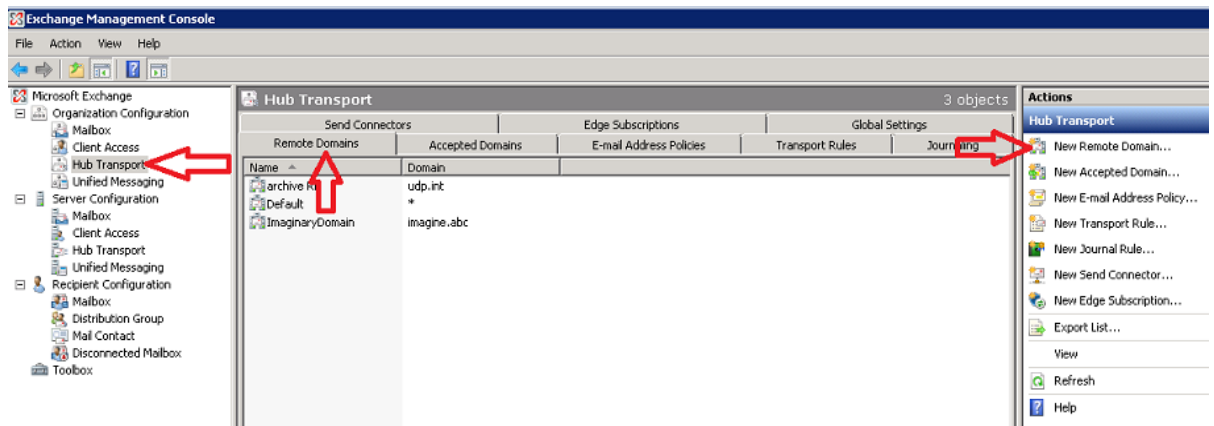 Exchange Management Console
File Action View Help
Microsoft Exchange
Organization Configuration
Mailbox
Client Access
Hub Transport
Unified Messaging
Server Configuration
Mailbox
Client Access
Hub Transport
Unified Messaging
Recipient Configuration
Mailbox
Distribution Group
Mail Contact
Disconnected Mailbox
Toolbox
Hub Transport 3 objects
Send Connectors Edge Subscriptions Global Settings
Remote Domains Accepted Domains E-mail Address Policies Transport Rules Journaling
Name Domain
archive udp.int
Default *
ImaginaryDomain imagine.abc
Actions
Hub Transport
New Remote Domain...
New Accepted Domain...
New E-mail Address Policy...
New Transport Rule...
New Journal Rule...
New Send Connector...
New Edge Subscription...
Export List...
View
Refresh
Help